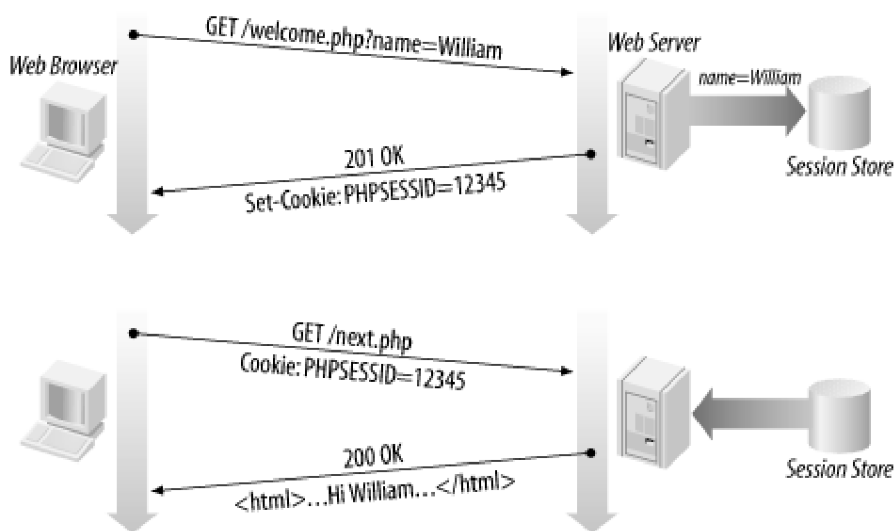 GET /welcome.php?name=William
Web Browser
Web Server
name=William
Session Store
201 OK
Set-Cookie: PHPSESSID=12345
GET /next.php
Cookie: PHPSESSID=12345
200 OK
<html>...Hi William...</html>
Session Store